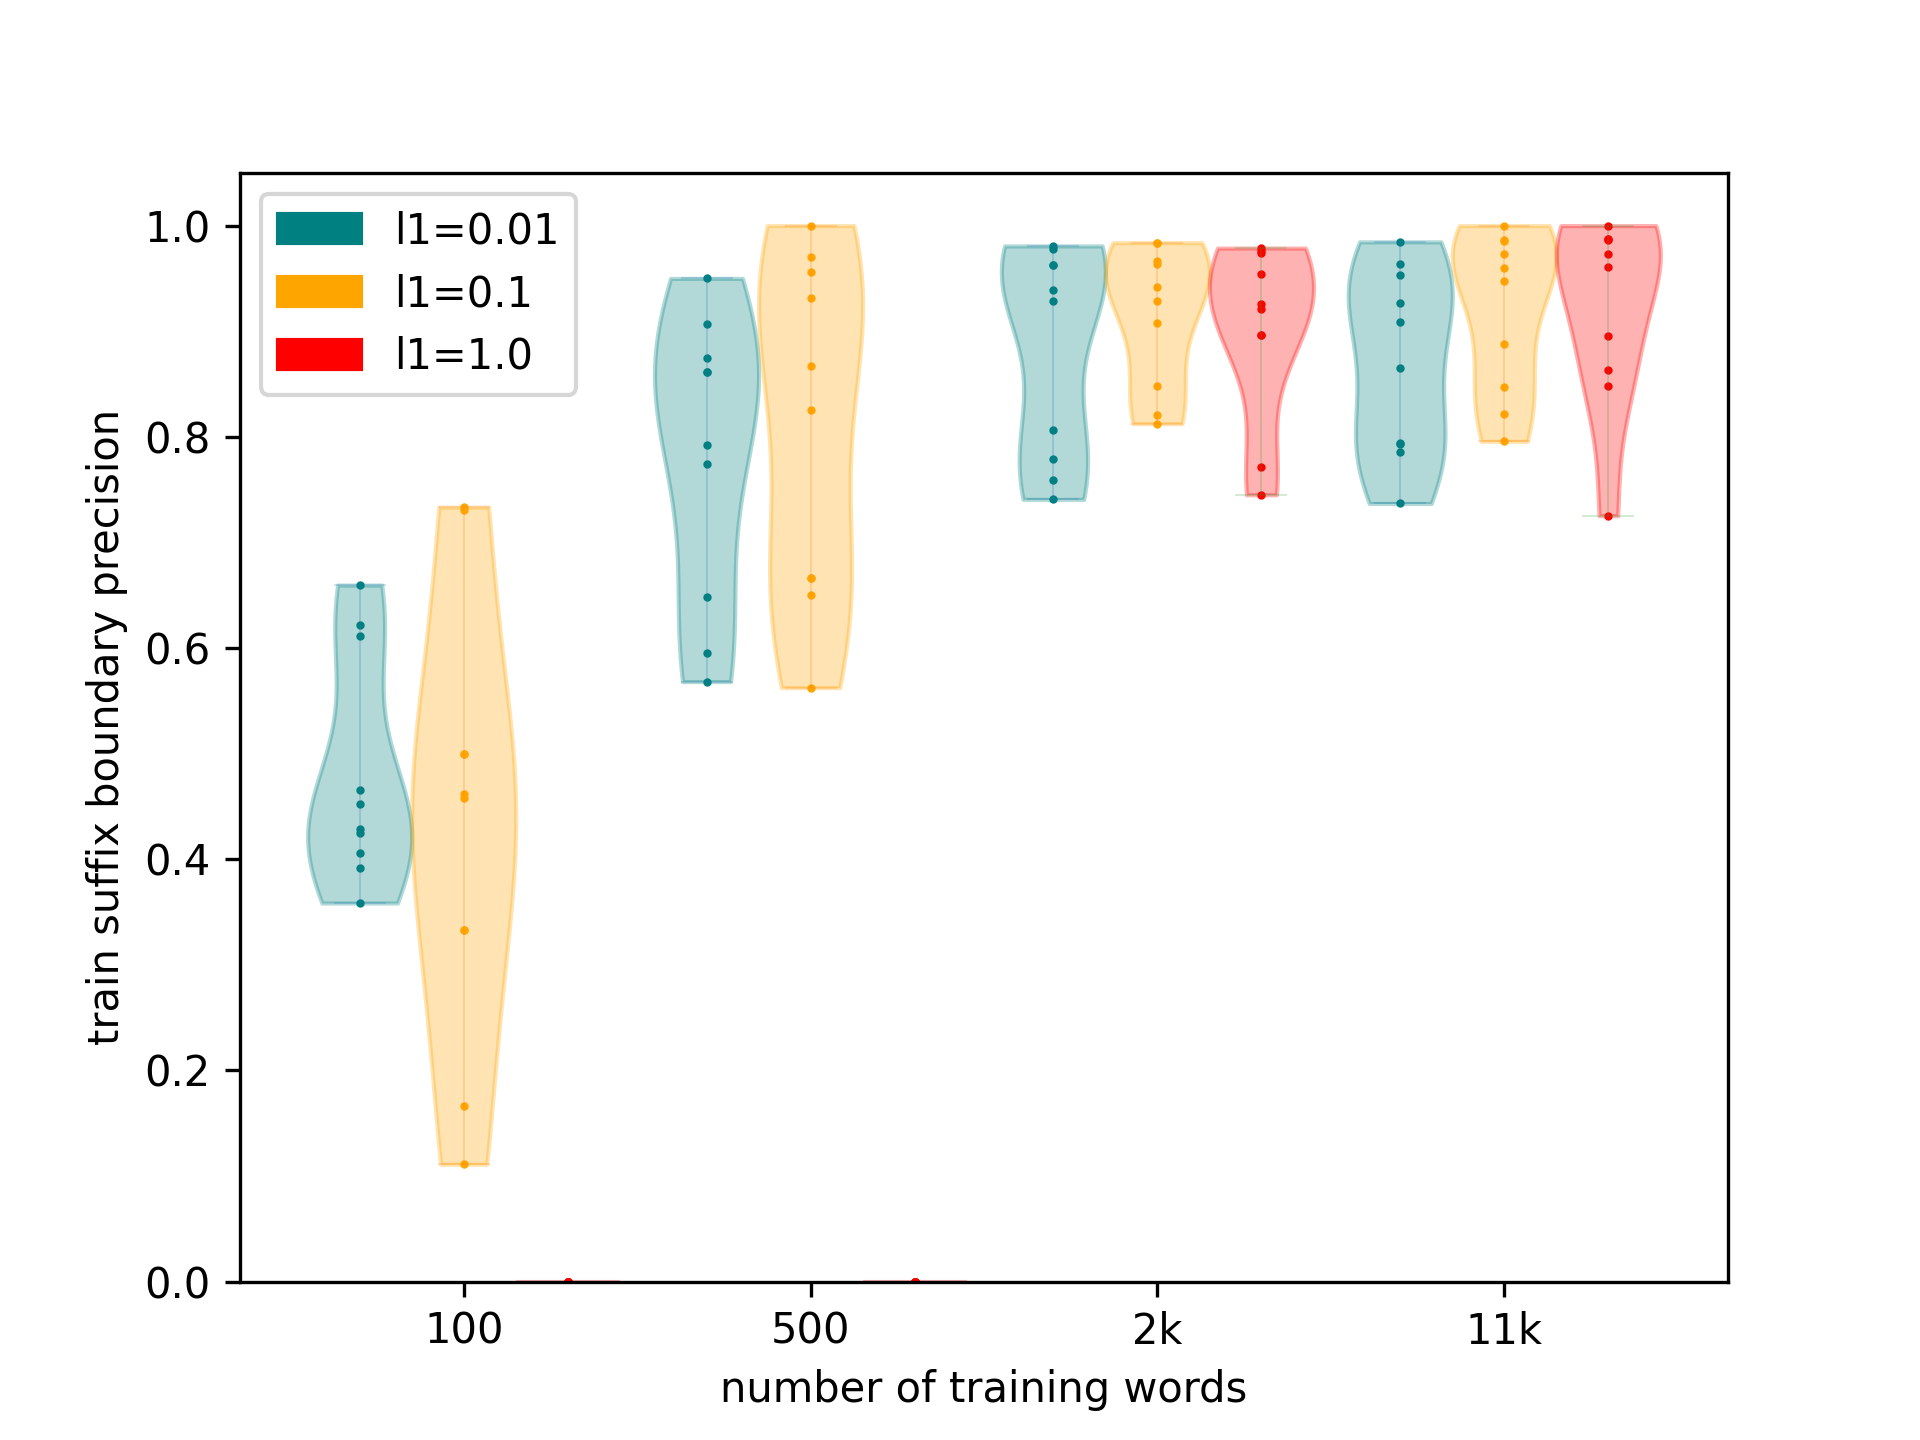 l1=0.01
l1=0.1
l1=1.0
1.0
0.8
0.6
0.4
0.2
0.0
train suffix boundary precision
100 500 2k 11k
number of training words